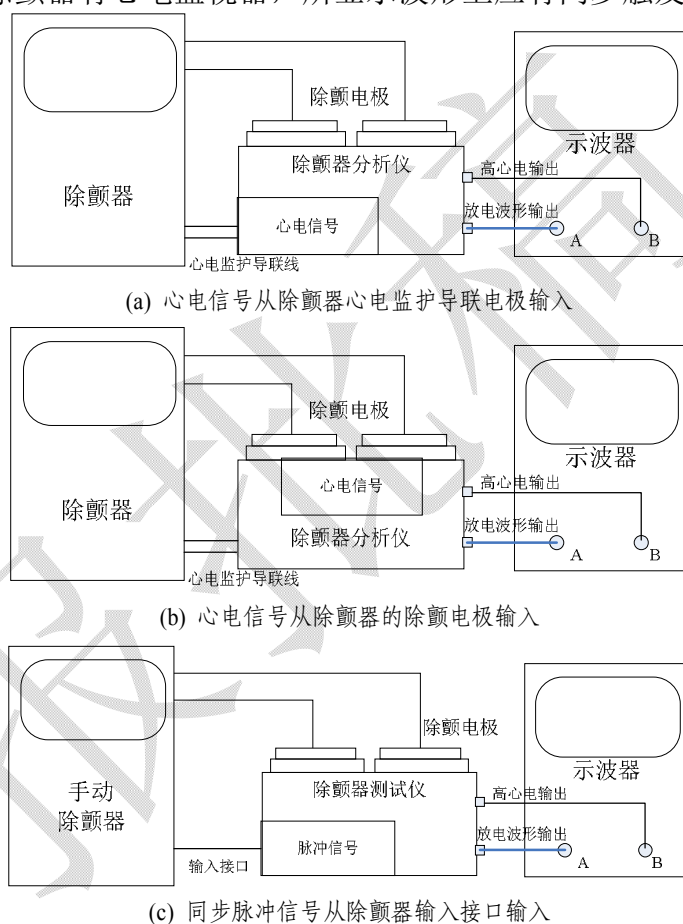 除颤器有心电监视器，所显示波形上应有同步触发
除颤电极
示波器
除颤器分析仪
高心电输出
除颤器
放电波形输出
心电信号
A
B
心电监护导联线
(a) 心电信号从除颤器心电监护导联电极输入
除颤电极
示波器
心电信号
高心电输出
除颤器
放电波形输出
除颤器分析仪
A
B
心电监护导联线
(b) 心电信号从除颤器的除颤电极输入
除颤电极
示波器
手动
除颤器
除颤器测试仪
高心电输出
放电波形输出
脉冲信号
输入接口
A
B
(c) 同步脉冲信号从除颤器输入接口输入
报批稿